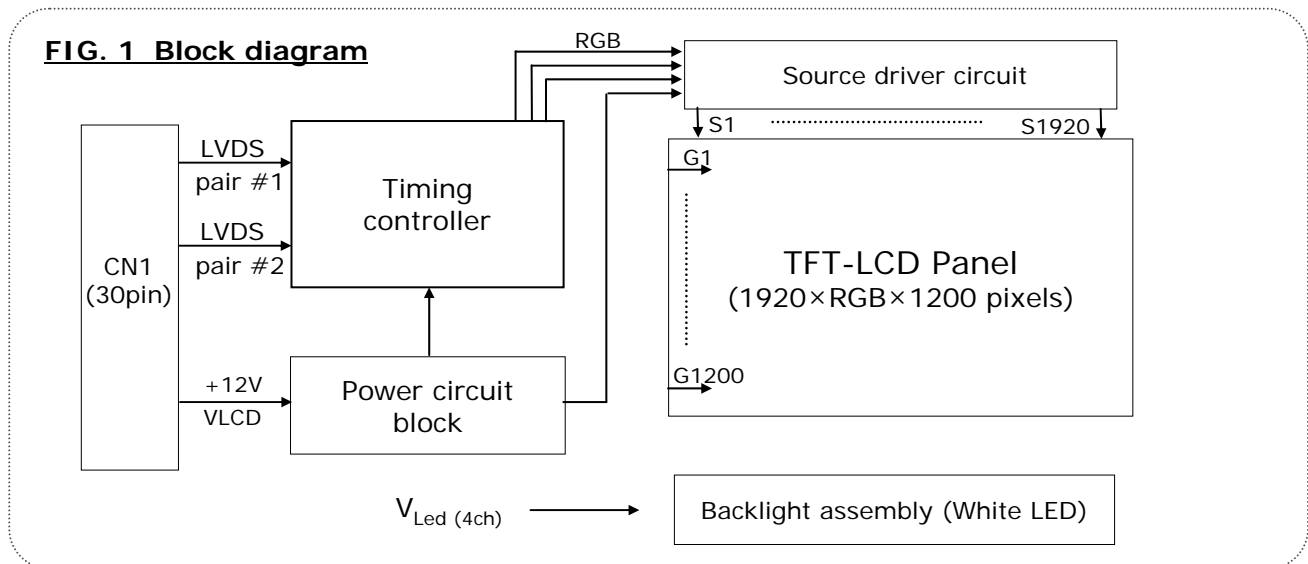 FIG. 1 Block diagram
RGB
Source driver circuit
S1
S1920
LVDS
pair #1
LVDS
pair #2
CN1
(30pin)
Timing
controller
G1
TFT-LCD Panel
(1920×RGB×1200 pixels)
G1200
+12V
VLCD
Power circuit
block
VLed (4ch)
Backlight assembly (White LED)